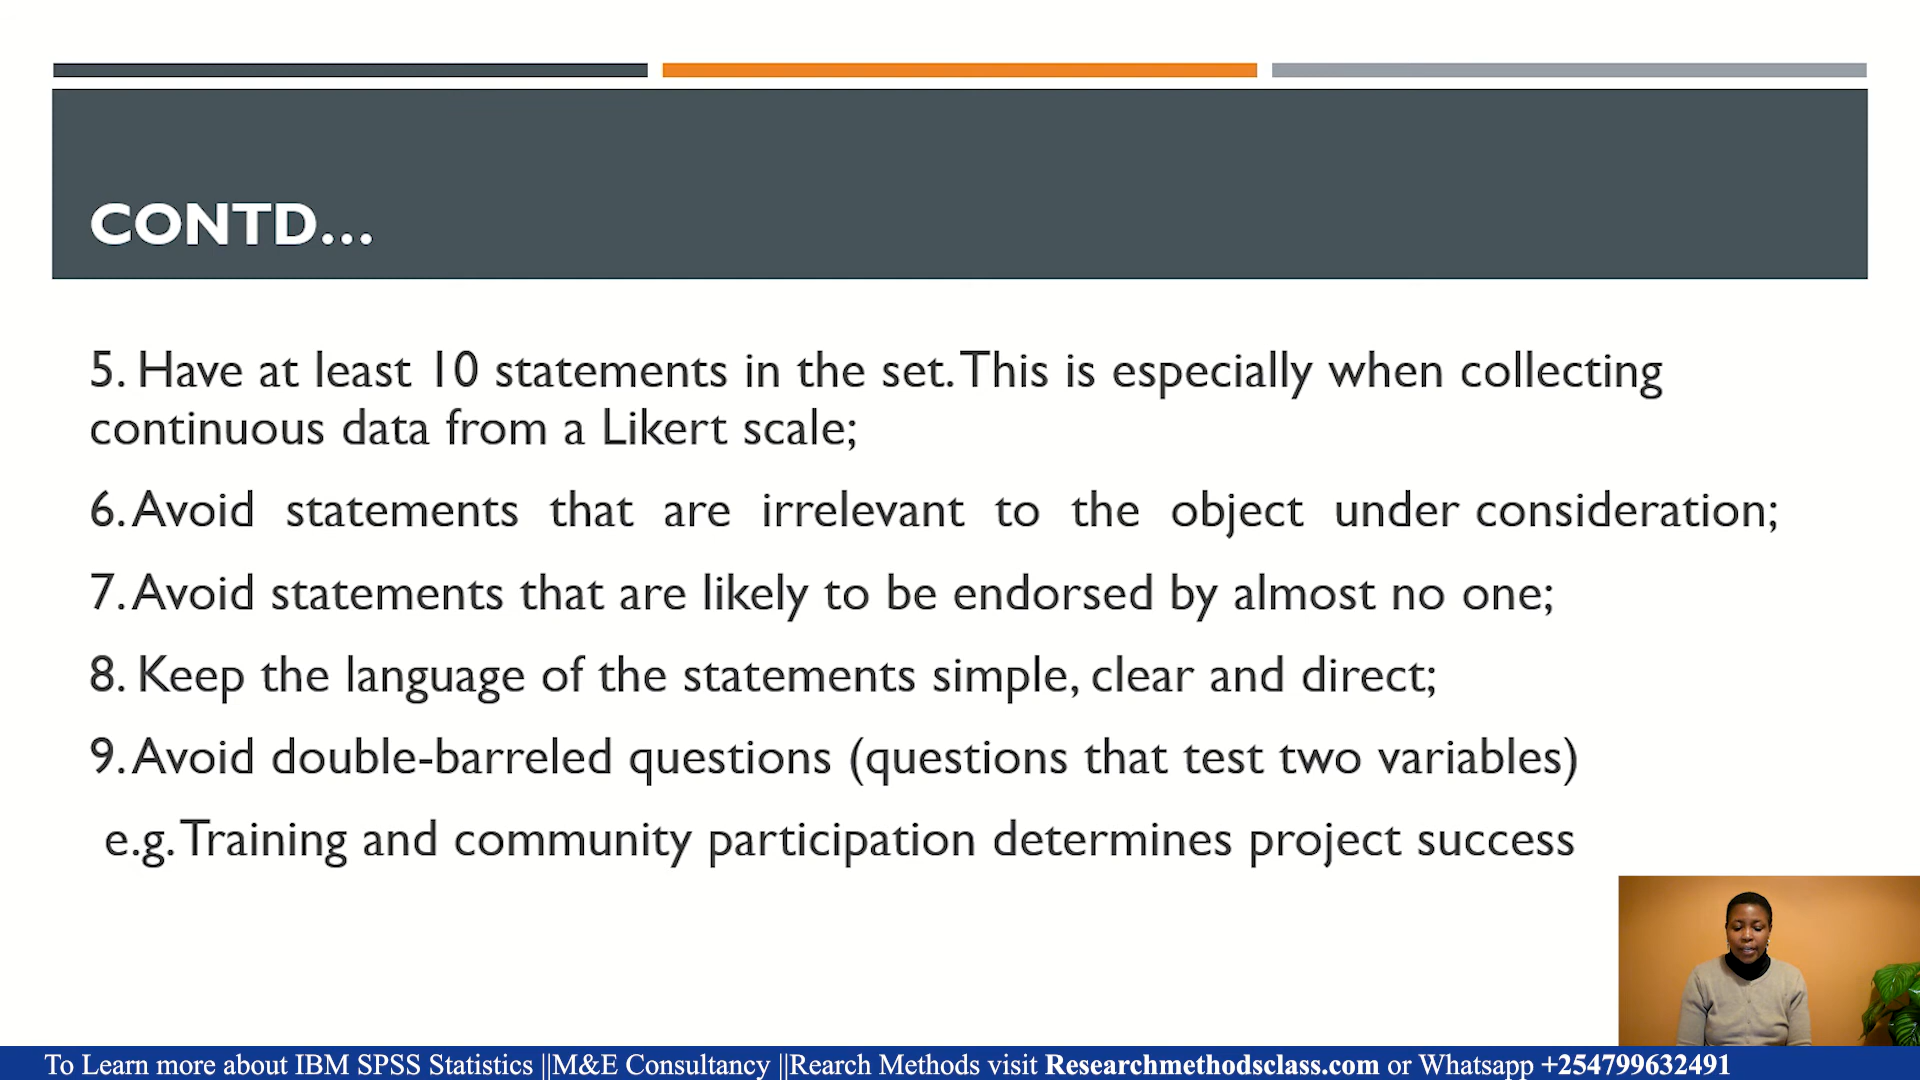 CONTD...
5. Have at least 10 statements in the set. This is especially when collecting
continuous data from a Likert scale;
6. Avoid statements that are irrelevant to the object under consideration;
7. Avoid statements that are likely to be endorsed by almost no one;
8. Keep the language of the statements simple, clear and direct;
9. Avoid double-barreled questions (questions that test two variables)
e.g. Training and community participation determines project success
To Learn more about IBM SPSS Statistics ||M&E Consultancy ||Rearch Methods visit Researchmethodsclass.com or Whatsapp +254799632491